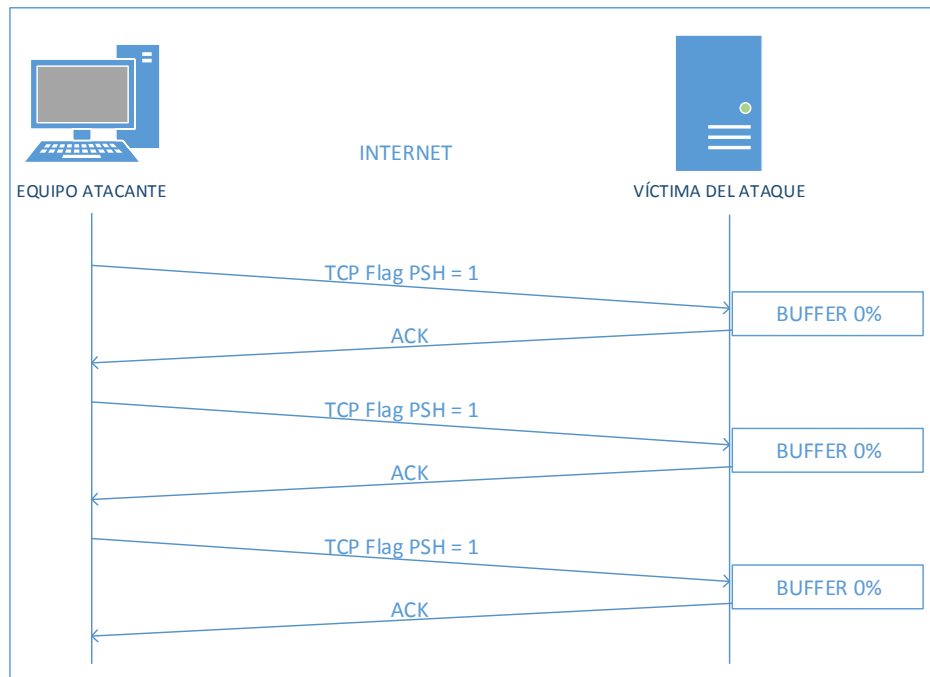 INTERNET
EQUIPO ATACANTE
VÍCTIMA DEL ATAQUE
TCP Flag PSH = 1
BUFFER 0%
ACK
TCP Flag PSH = 1
BUFFER 0%
ACK
TCP Flag PSH = 1
BUFFER 0%
ACK